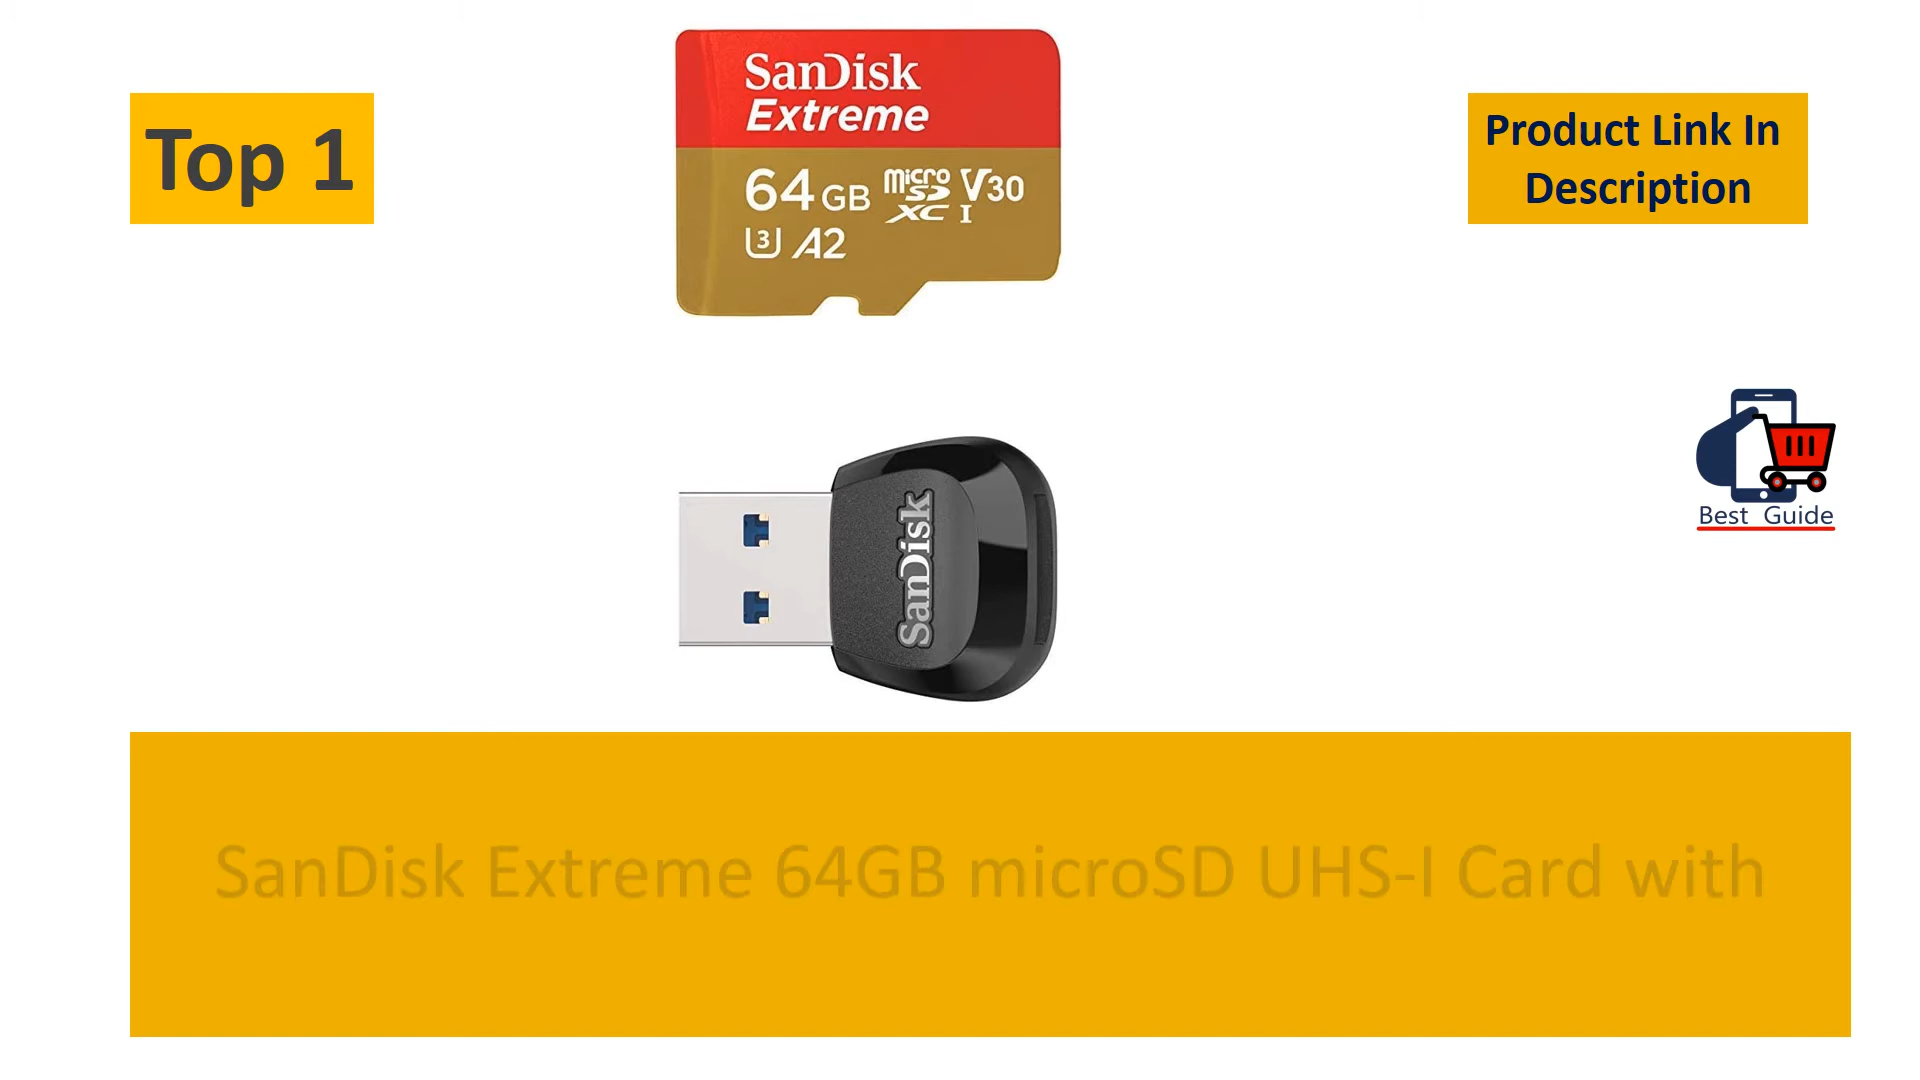 Top 1
SanDisk
Extreme
64 GB micro SD XC I V30
U3 A2
Product Link In
Description
Best Guide
SanDisk
SanDisk Extreme 64GB microSD UHS-I Card with